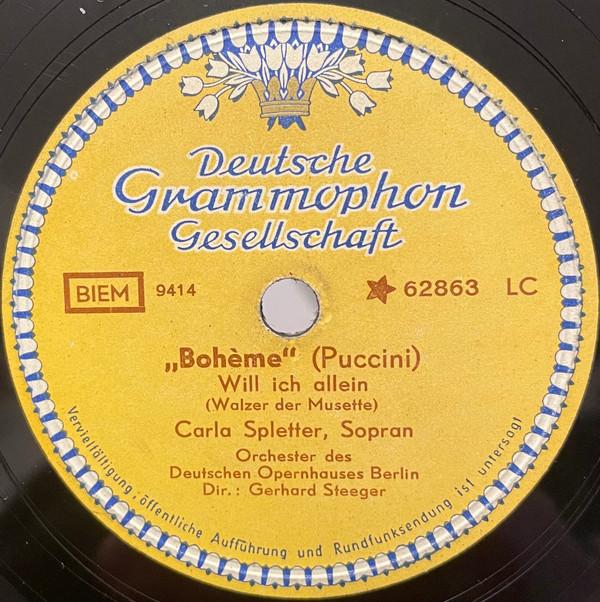 Deutsche
Grammophon
Gesellschaft
BIEM 9414 62863 LC
„Bohème“ (Puccini)
Will ich allein
(Walzer der Musette)
Carla Spletter, Sopran
Orchester des
Deutschen Opernhauses Berlin
Dir.: Gerhard Steeger
Vervielfältigung, öffentliche Aufführung und Rundfunksendung ist untersagt